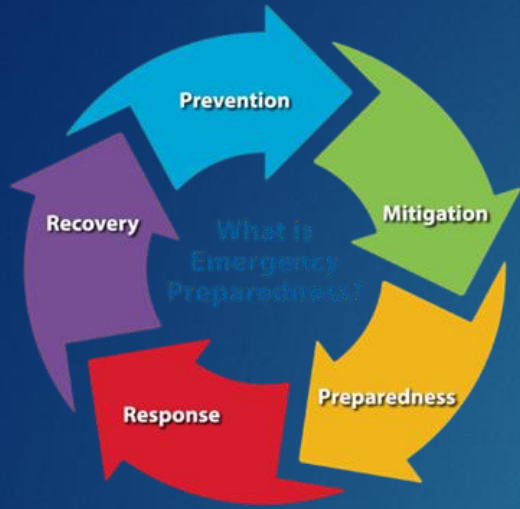 Prevention
Mitigation
Preparedness
Response
Recovery
What is
Emergency
Preparedness?